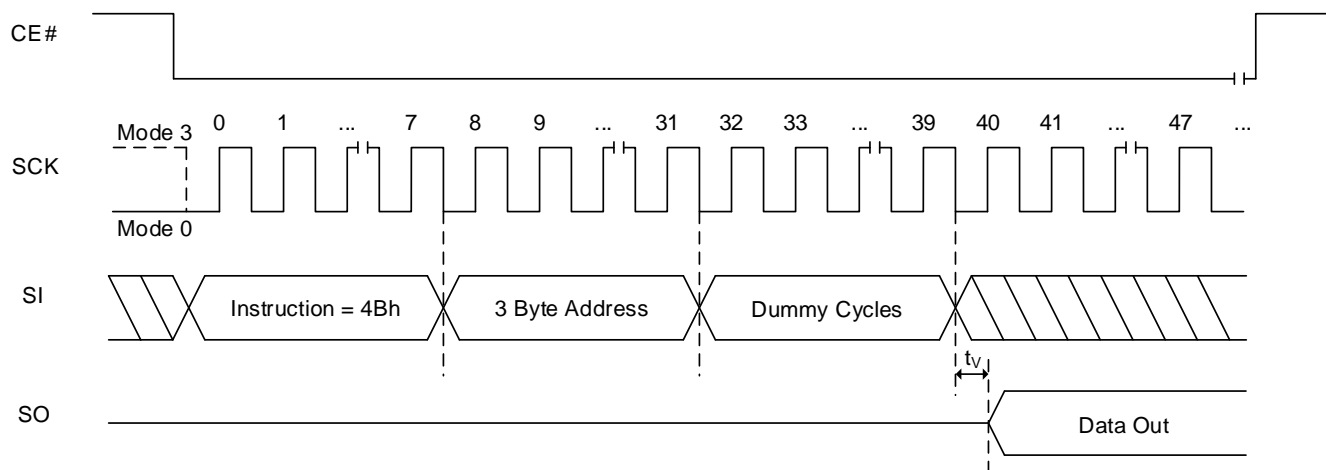 CE#
0 1 ... 7 8 9 ... 31 32 33 ... 39 40 41 ... 47 ...
Mode 3
SCK
Mode 0
SI
Instruction = 4Bh
3 Byte Address
Dummy Cycles
tV
SO
Data Out